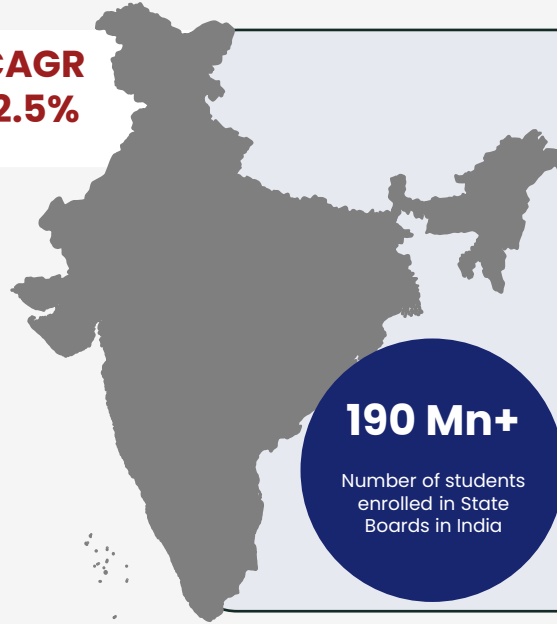 CAGR
2.5%
190 Mn+
Number of students
enrolled in State
Boards in India